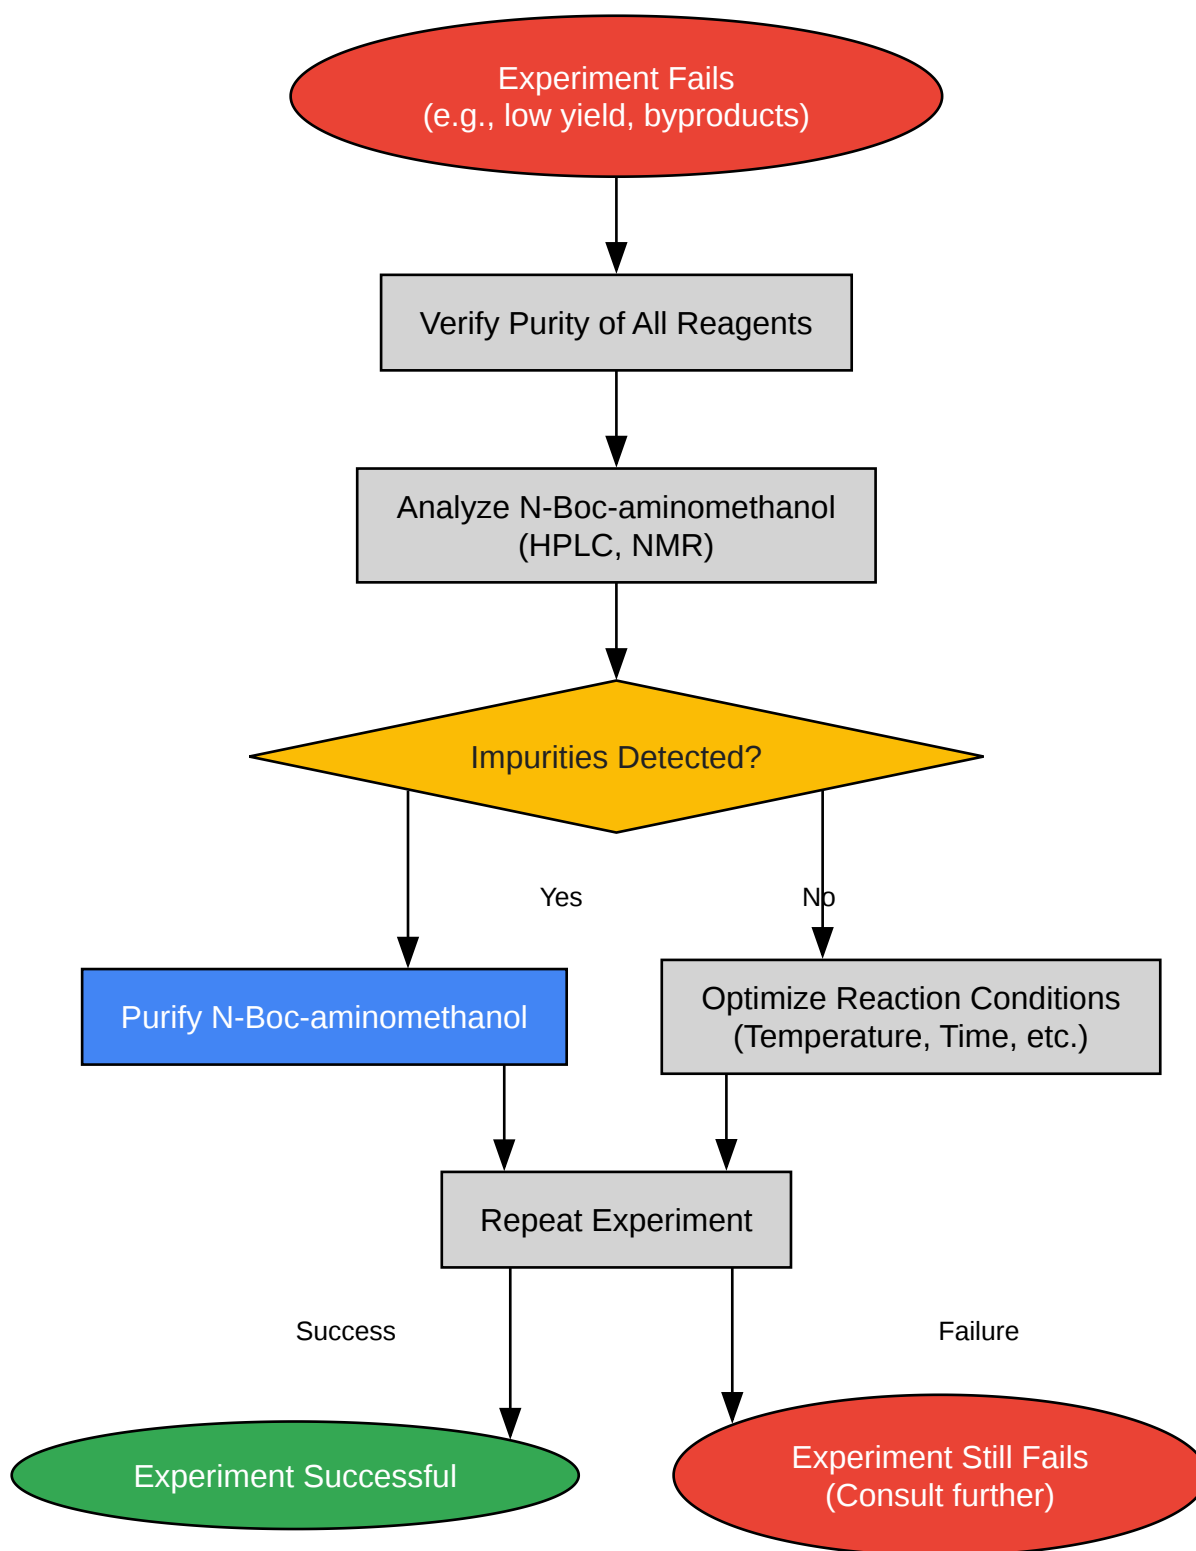 Experiment Fails
(e.g., low yield, byproducts)
Verify Purity of All Reagents
Analyze N-Boc-aminomethanol
(HPLC, NMR)
Impurities Detected?
Yes
No
Purify N-Boc-aminomethanol
Optimize Reaction Conditions
(Temperature, Time, etc.)
Repeat Experiment
Success
Failure
Experiment Successful
Experiment Still Fails
(Consult further)